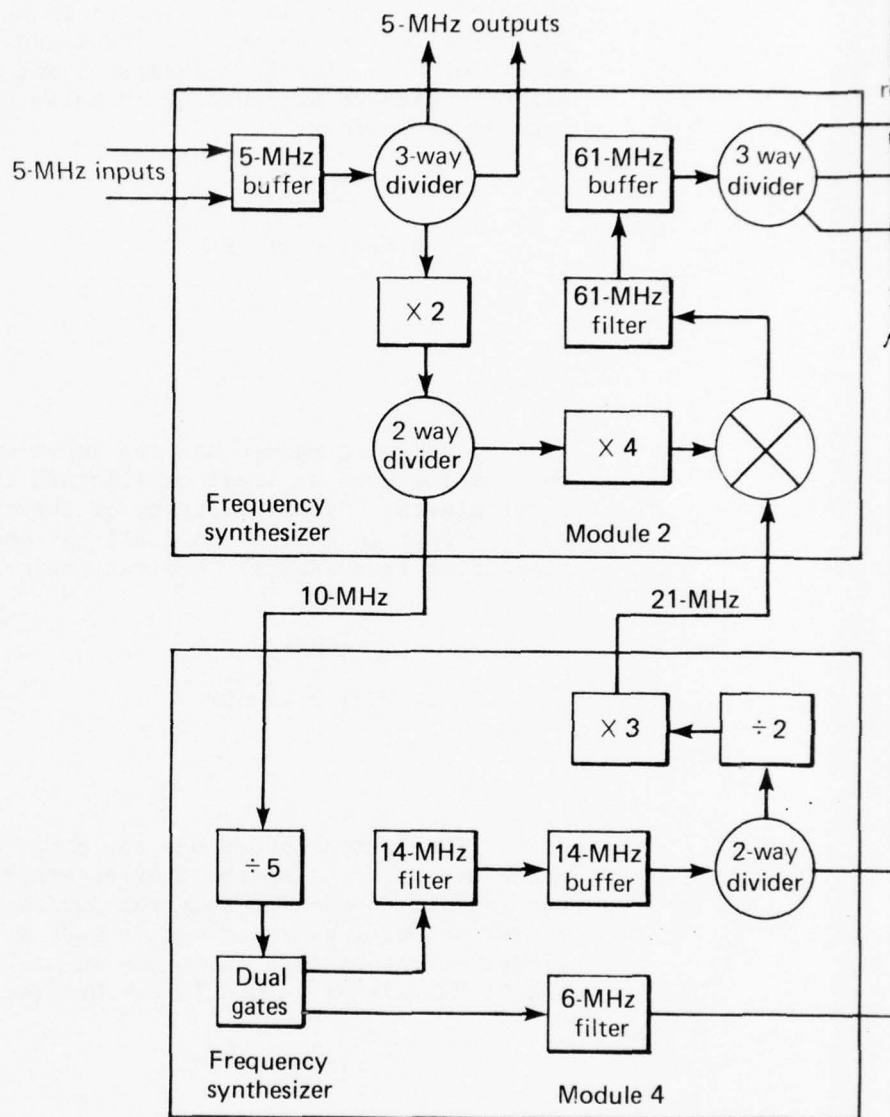 5-MHz outputs
5-MHz inputs
5-MHz
buffer
3-way
divider
61-MHz
buffer
3 way
divider
× 2
61-MHz
filter
2 way
divider
× 4
Frequency
synthesizer
Module 2
10-MHz
21-MHz
× 3
÷ 2
÷ 5
14-MHz
filter
14-MHz
buffer
2-way
divider
Dual
gates
6-MHz
filter
Frequency
synthesizer
Module 4